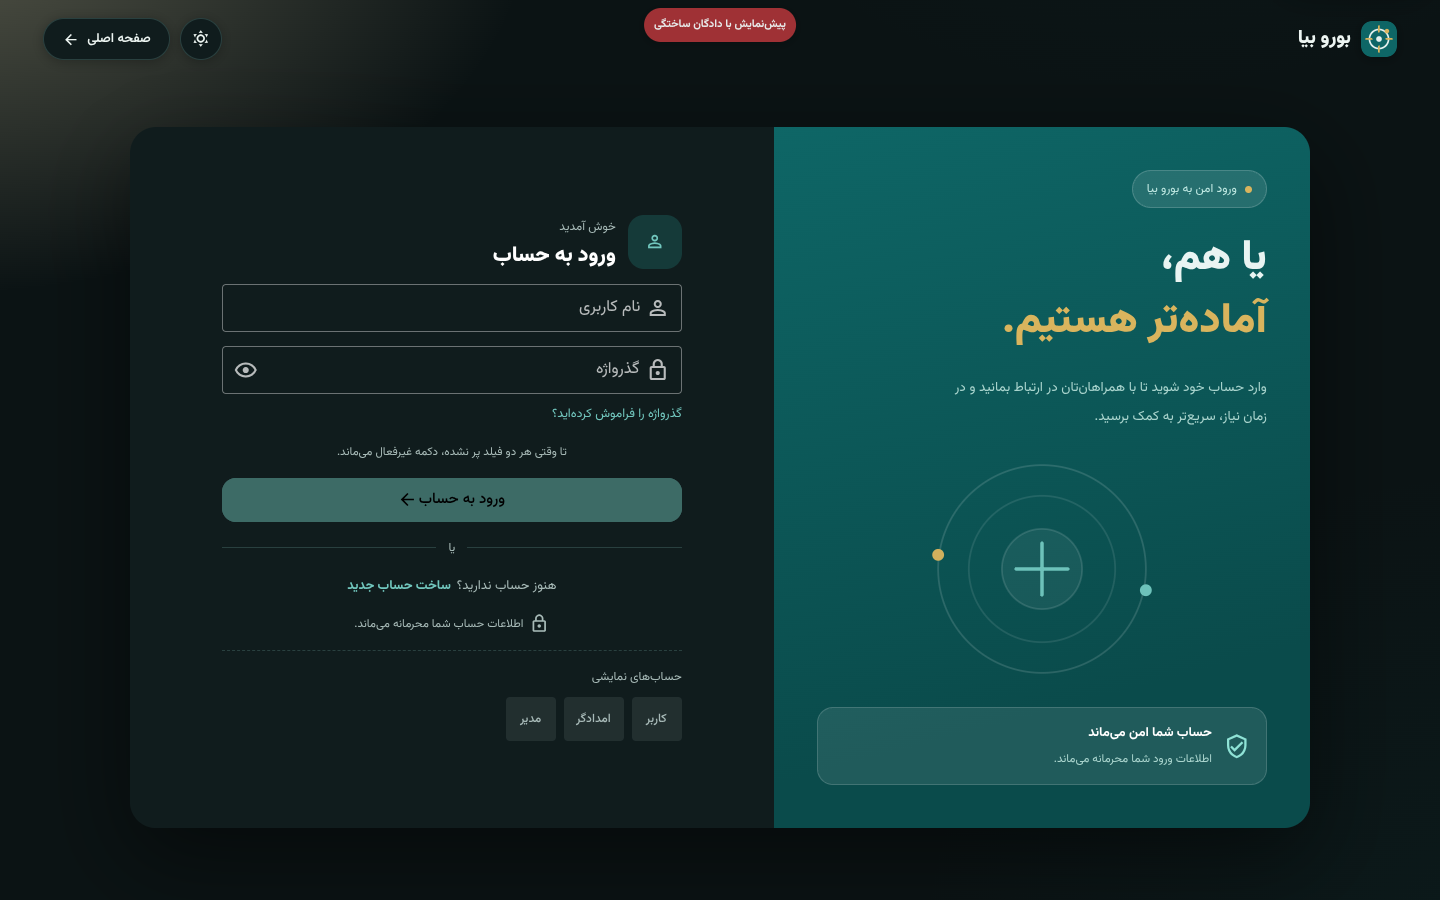 بورو بیا
پیش‌نمایش با دادگان ساختگی
صفحه اصلی
ورود امن به بورو بیا
یا هم،
آماده‌تر هستیم.
وارد حساب خود شوید تا با همراهان‌تان در ارتباط بمانید و در
زمان نیاز، سریع‌تر به کمک برسید.
حساب شما امن می‌ماند
اطلاعات ورود شما محرمانه می‌ماند.
خوش آمدید
ورود به حساب
نام کاربری
گذرواژه
گذرواژه را فراموش کرده‌اید؟
تا وقتی هر دو فیلد پر نشده، دکمه غیرفعال می‌ماند.
ورود به حساب
یا
هنوز حساب ندارید؟ ساخت حساب جدید
اطلاعات حساب شما محرمانه می‌ماند.
حساب‌های نمایشی
کاربر
امدادگر
مدیر